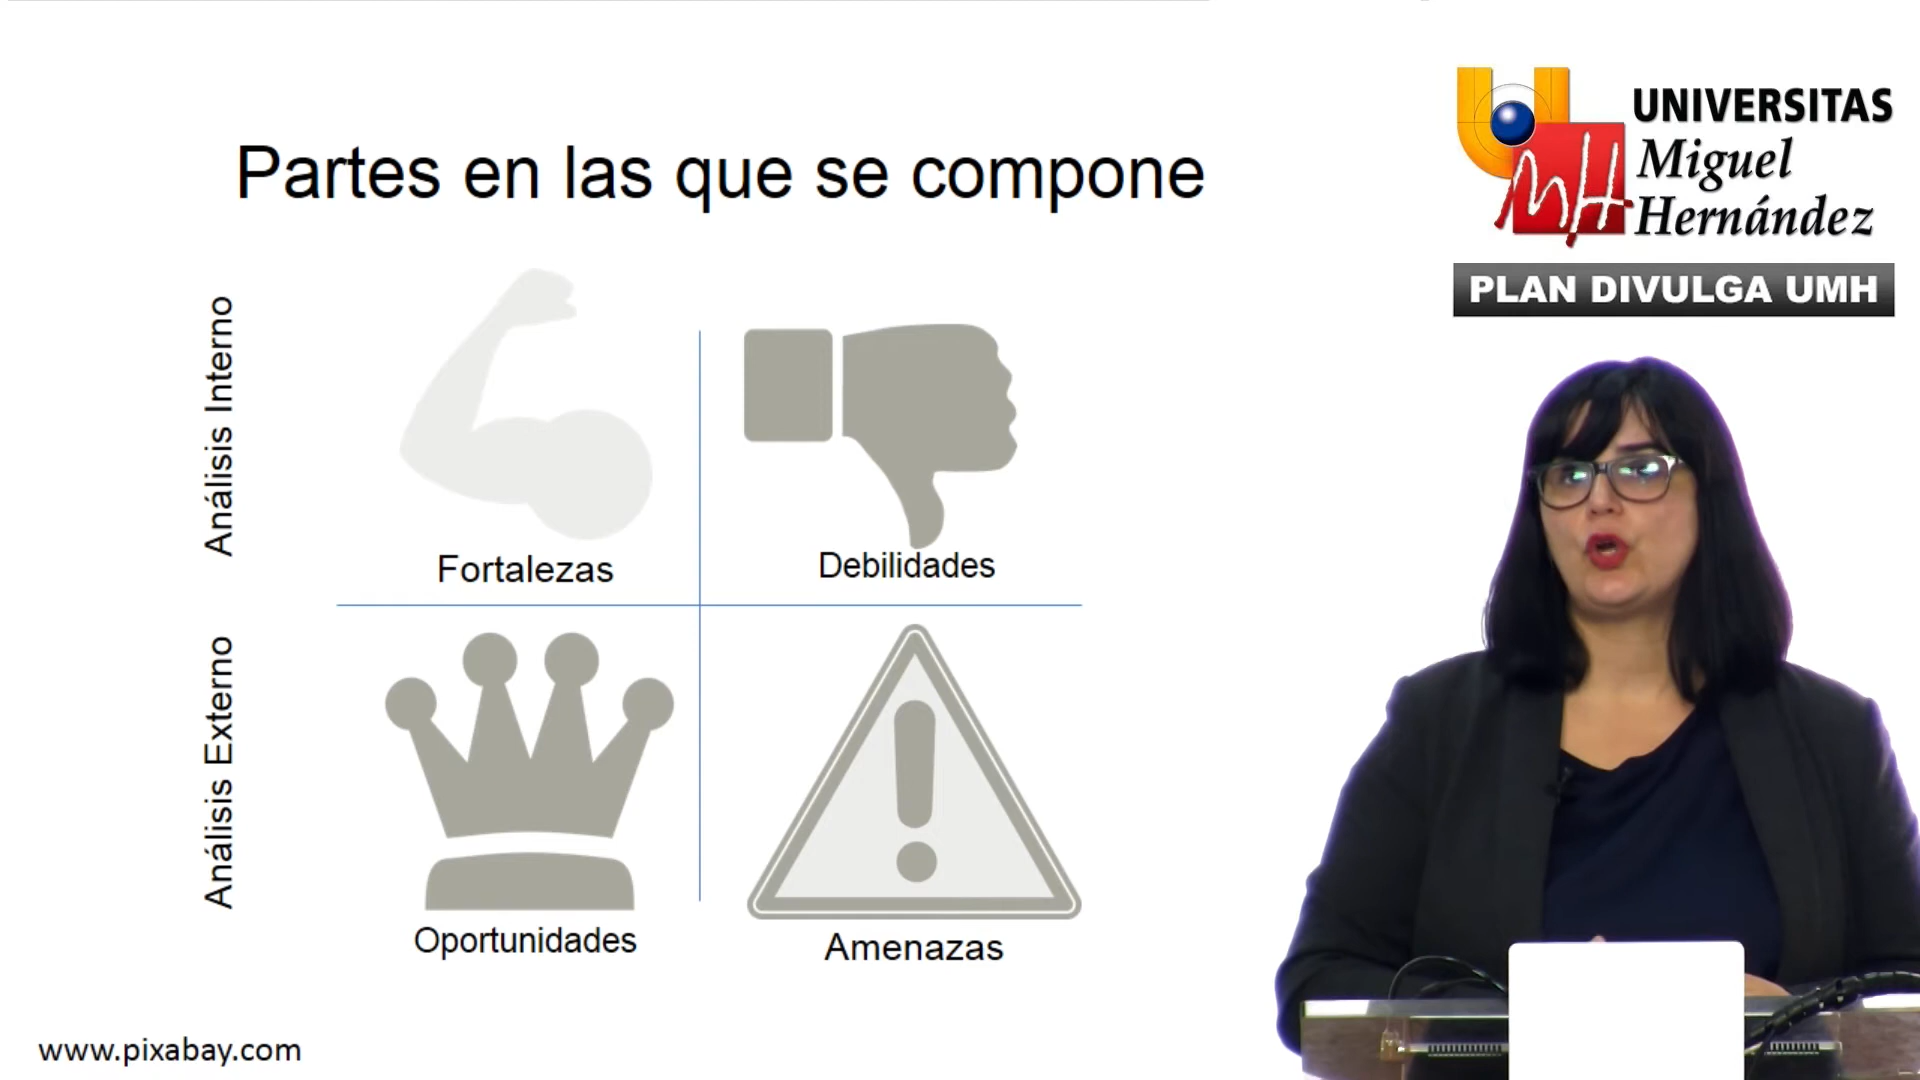 Partes en las que se compone
Análisis Interno
Fortalezas
Debilidades
Análisis Externo
Oportunidades
Amenazas
www.pixabay.com
UNIVERSITAS
Miguel
Hernández
UMH
PLAN DIVULGA UMH